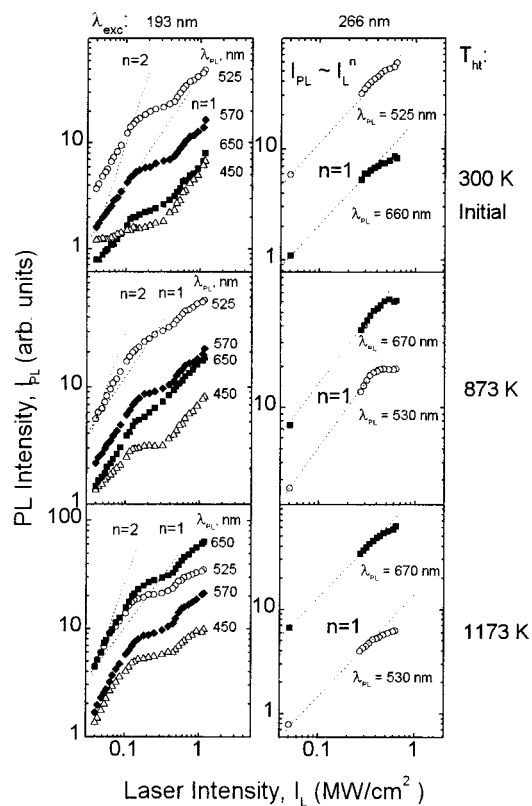 λexc: 193 nm 266 nm
Tht:
n=2 λPL, nm
IPL ~ IL^n
525
n=1
570
650
450
10
1
λPL = 525 nm
n=1
λPL = 660 nm
10
1
300 K
Initial
n=2 n=1 λPL, nm
525
570
650
450
10
1
λPL = 670 nm
n=1
λPL = 530 nm
10
873 K
n=2 n=1 λPL, nm
650
525
570
450
100
10
1
λPL = 670 nm
n=1
λPL = 530 nm
10
1
1173 K
0.1 1 0.1 1
PL Intensity, IPL (arb. units)
Laser Intensity, IL (MW/cm²)